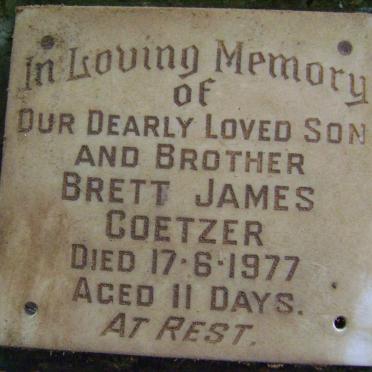 In Loving Memory
of
Our Dearly Loved Son
and Brother
Brett James
Coetzer
Died 17·6·1977
Aged 11 Days.
At Rest.